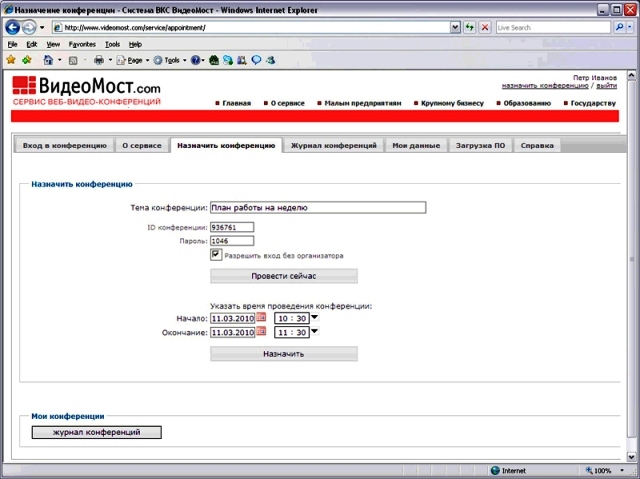 Назначение конференции - Система ВКС ВидеоМост - Windows Internet Explorer
http://www.videomost.com/service/appointment/
Live Search
File Edit View Favorites Tools Help
Page Tools
Петр Иванов
назначить конференцию / выйти
ВидеоМост.com
СЕРВИС ВЕБ-ВИДЕО-КОНФЕРЕНЦИЙ
Главная О сервисе Малым предприятиям Крупному бизнесу Образованию Государству
Вход в конференцию О сервисе Назначить конференцию Журнал конференций Мои данные Загрузка ПО Справка
Назначить конференцию
Тема конференции: План работы на неделю
ID конференции: 936761
Пароль: 1046
Разрешить вход без организатора
Провести сейчас
Указать время проведения конференции:
Начало: 11.03.2010 10 : 30
Окончание: 11.03.2010 11 : 30
Назначить
Мои конференции
журнал конференций
Internet 100%